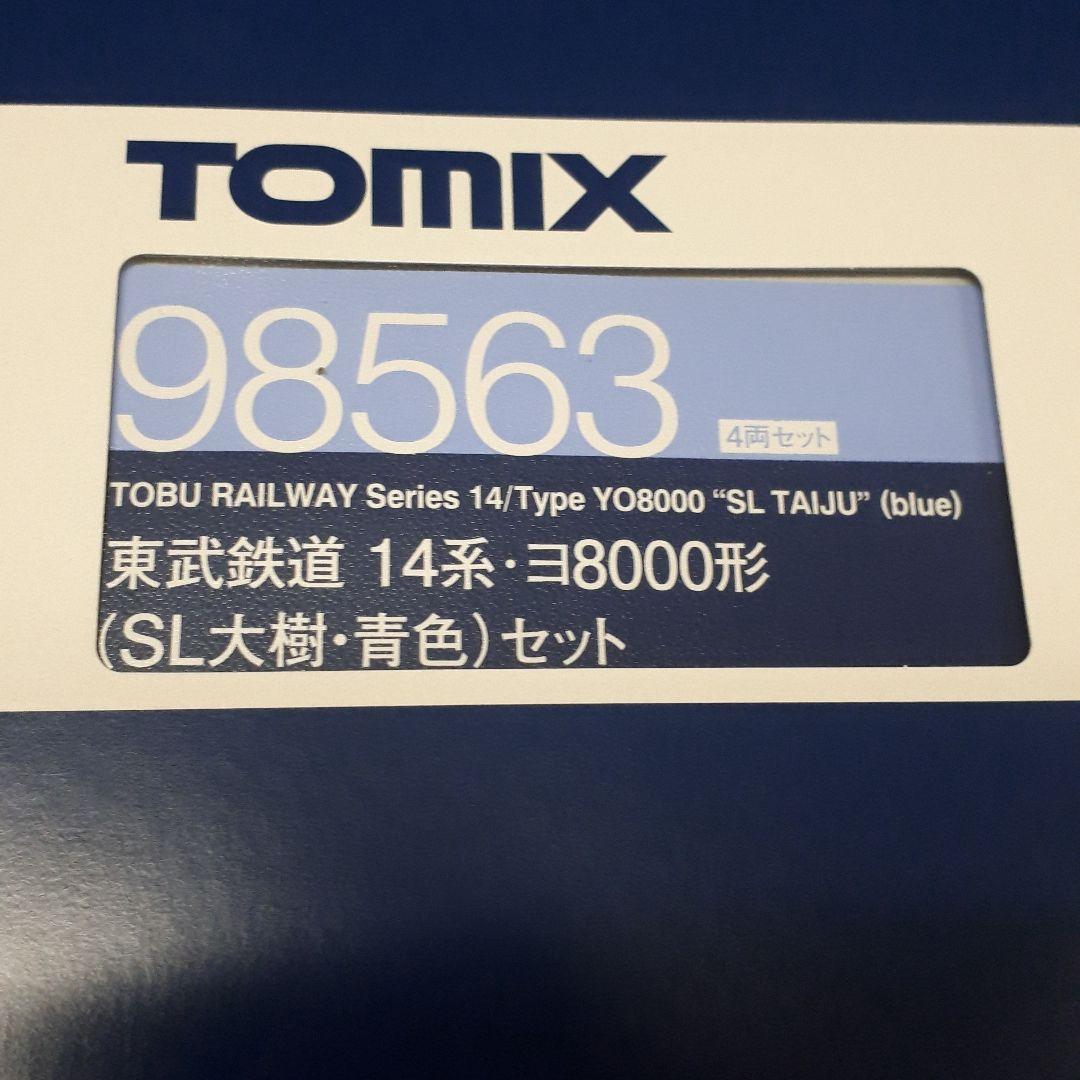 TOMIX
98563 4両セット
TOBU RAILWAY Series 14/Type YO8000 “SL TAIJU” (blue)
東武鉄道 14系・ヨ8000形
(SL大樹・青色)セット